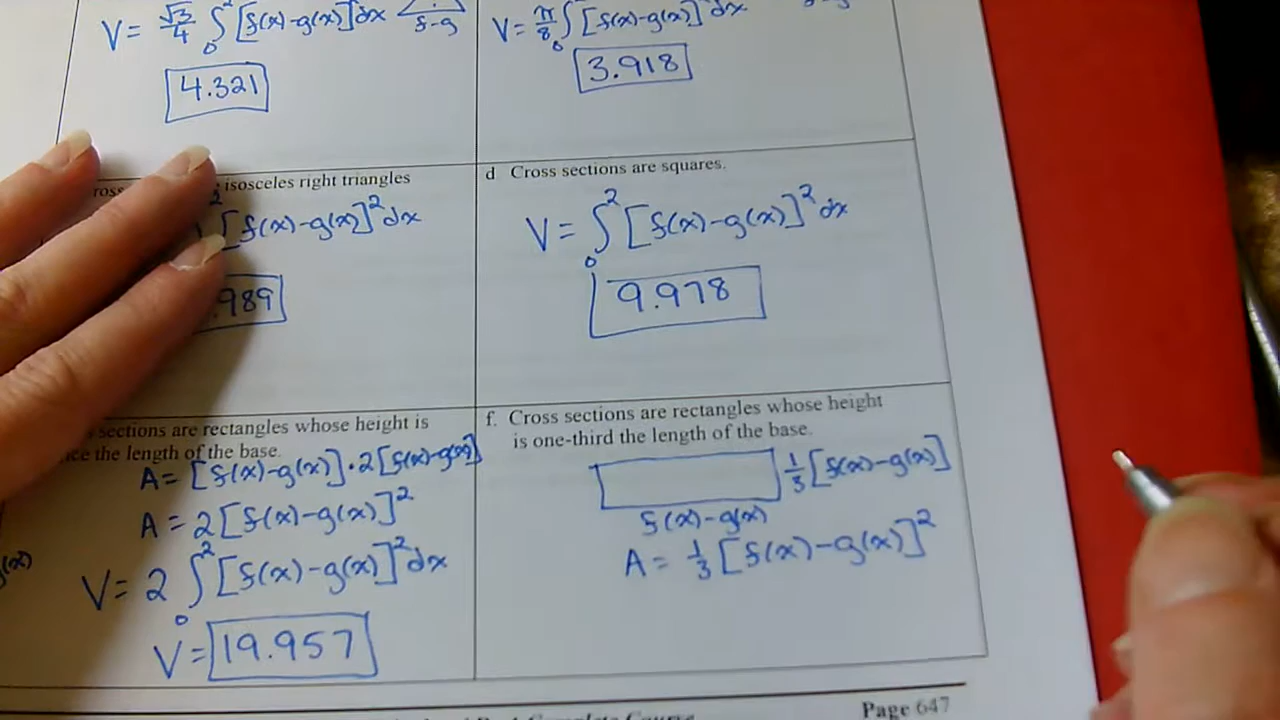 V = √3/4 ∫₀² [f(x)-g(x)]² dx
f-g
4.321
V = π/8 ∫₀ [f(x)-g(x)]² dx
3.918
isosceles right triangles
[f(x)-g(x)]² dx
.989
d Cross sections are squares.
V = ∫₀² [f(x)-g(x)]² dx
9.978
sections are rectangles whose height is
the length of the base.
A = [f(x)-g(x)]·2[f(x)-g(x)]
A = 2[f(x)-g(x)]²
V = 2 ∫₀² [f(x)-g(x)]² dx
V = 19.957
f. Cross sections are rectangles whose height
is one-third the length of the base.
1/3 [f(x)-g(x)]
f(x)-g(x)
A = 1/3 [f(x)-g(x)]²
Page 647